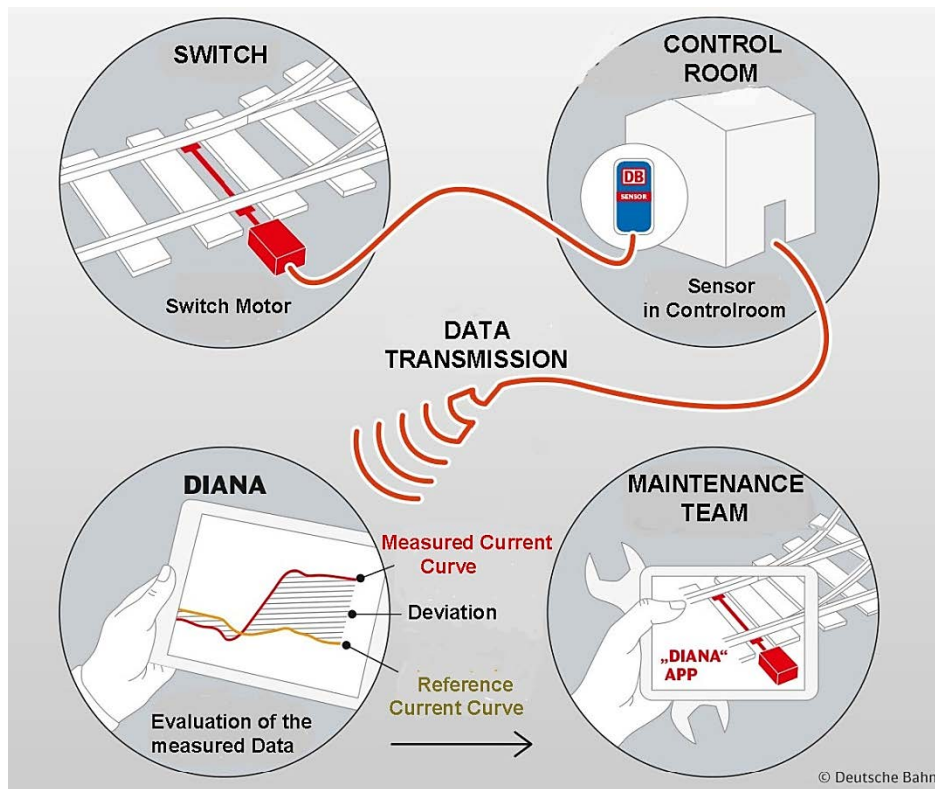 SWITCH
Switch Motor
CONTROL
ROOM
DB
SENSOR
Sensor
in Controlroom
DATA
TRANSMISSION
DIANA
Measured Current
Curve
Deviation
Reference
Current Curve
Evaluation of the
measured Data
MAINTENANCE
TEAM
„DIANA“
APP
© Deutsche Bahn